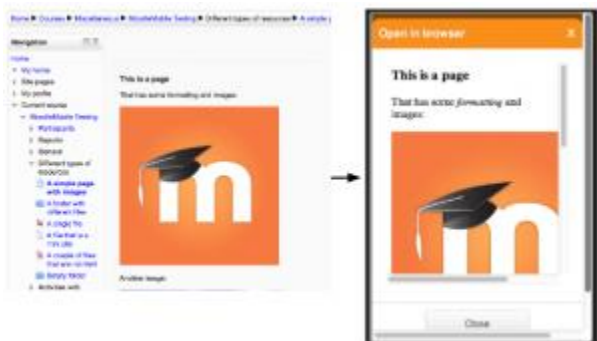 Home ▶ Courses ▶ Miscellaneous ▶ MoodleMobile Testing ▶ Different types of resources ▶ A simple
Navigation
Home
My home
Site pages
My profile
Current course
MoodleMobile Testing
Participants
Reports
General
Different types of
resources
A simple page
with images
A folder with
different files
A single file
A file that is a
A couple of files
Empty folder
Activities with
This is a page
That has some formatting and images:
m
Another image:
Open in browser X
This is a page
That has some formatting and
images:
m
Close